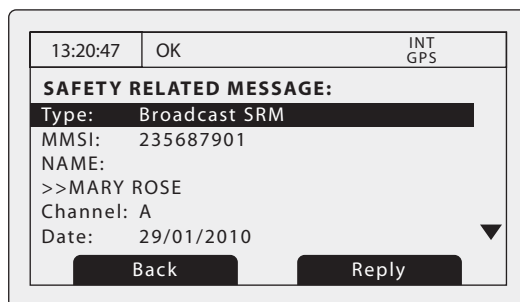 13:20:47 OK INT GPS
SAFETY RELATED MESSAGE:
Type: Broadcast SRM
MMSI: 235687901
NAME:
>>MARY ROSE
Channel: A
Date: 29/01/2010
Back Reply